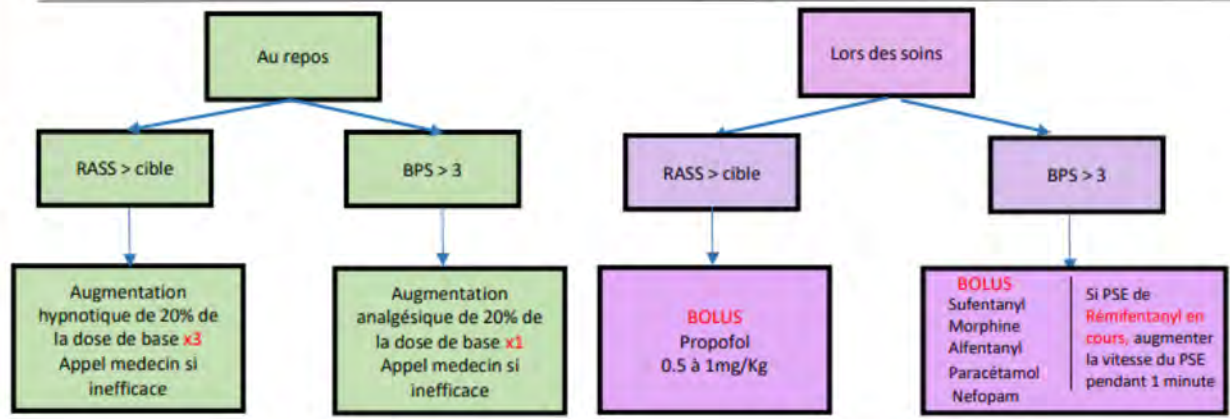 Au repos
Lors des soins
RASS > cible
BPS > 3
RASS > cible
BPS > 3
Augmentation
hypnotique de 20% de
la dose de base x3
Appel medecin si
inefficace
Augmentation
analgésique de 20% de
la dose de base x1
Appel medecin si
inefficace
BOLUS
Propofol
0.5 à 1mg/Kg
BOLUS
Sufentanyl
Morphine
Alfentanyl
Paracétamol
Nefopam
Si PSE de
Rémifentanyl en
cours, augmenter
la vitesse du PSE
pendant 1 minute